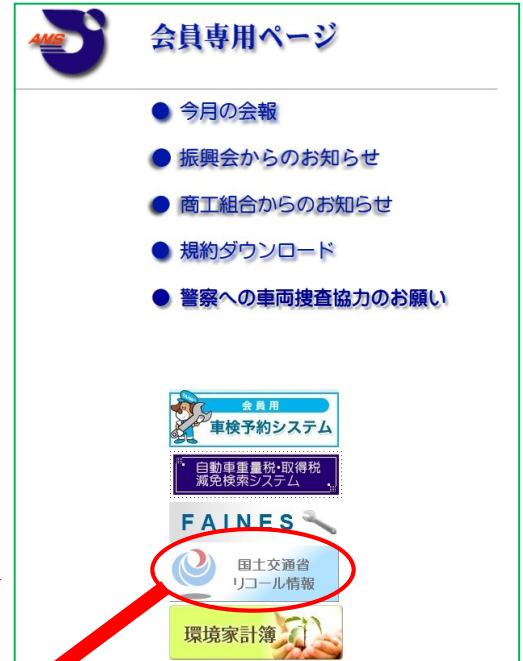 AMS
会員専用ページ
今月の会報
振興会からのお知らせ
商工組合からのお知らせ
規約ダウンロード
警察への車両捜査協力のお願い
会員用
車検予約システム
自動車重量税・取得税
減免検索システム
FAINES
国土交通省
リコール情報
環境家計簿